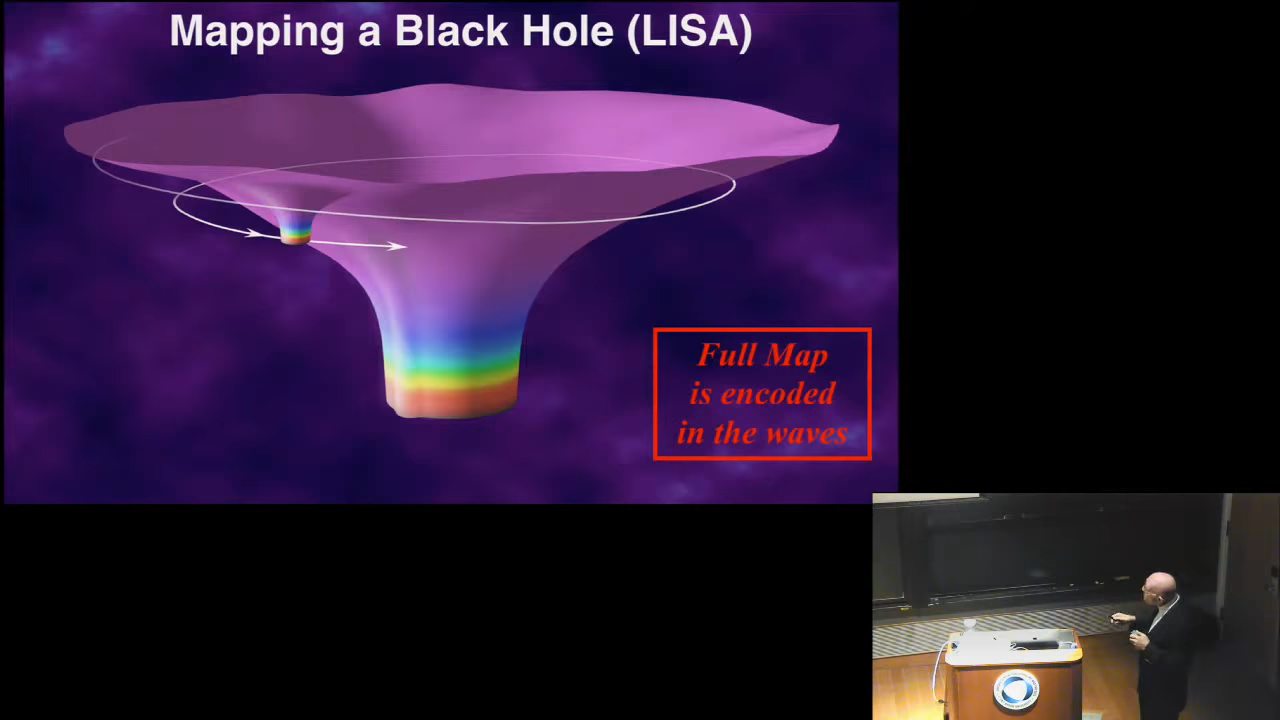 Mapping a Black Hole (LISA)
Full Map
is encoded
in the waves